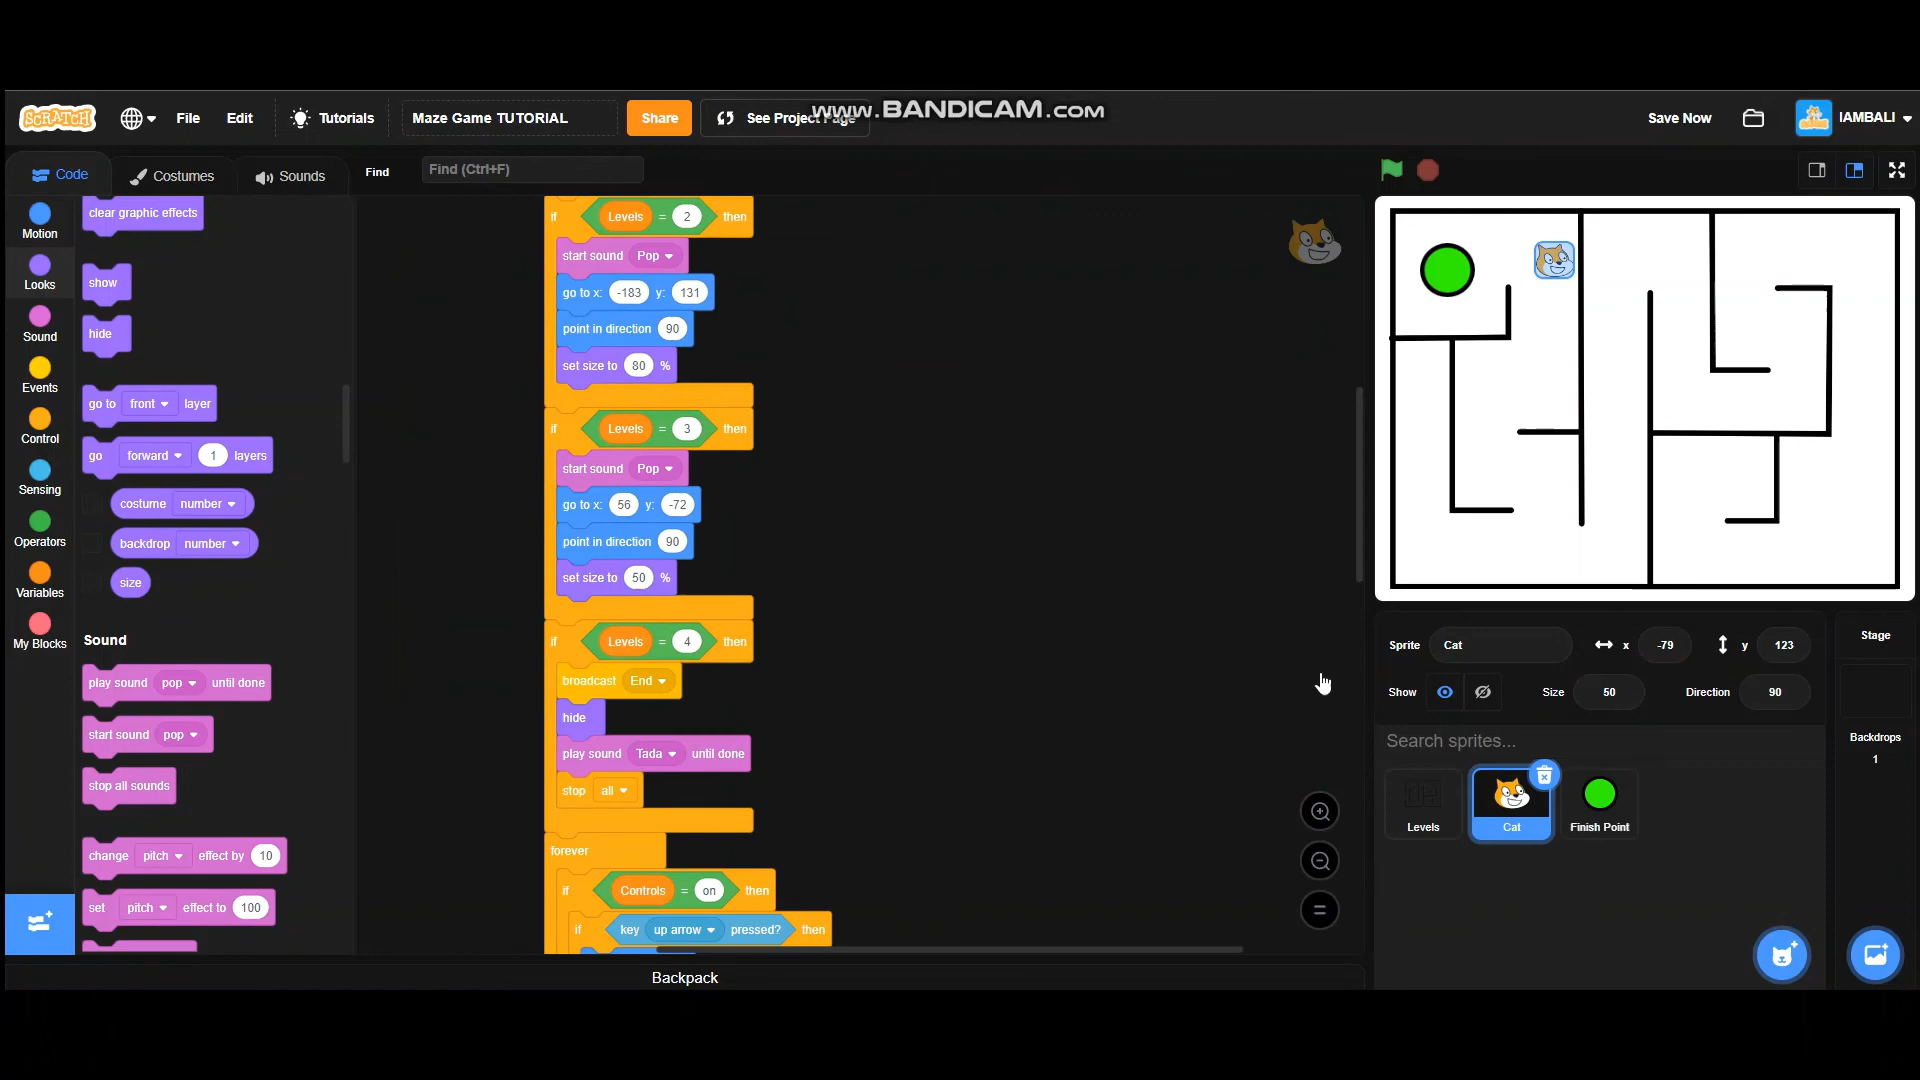 www.BANDICAM.com
SCRATCH File Edit Tutorials Maze Game TUTORIAL Share See Project Page Save Now IAMBALI
Code Costumes Sounds Find Find (Ctrl+F)
Motion
Looks
Sound
Events
Control
Sensing
Operators
Variables
My Blocks
clear graphic effects
show
hide
go to front layer
go forward 1 layers
costume number
backdrop number
size
Sound
play sound pop until done
start sound pop
stop all sounds
change pitch effect by 10
set pitch effect to 100
if Levels = 2 then
start sound Pop
go to x: -183 y: 131
point in direction 90
set size to 80 %
if Levels = 3 then
start sound Pop
go to x: 56 y: -72
point in direction 90
set size to 50 %
if Levels = 4 then
broadcast End
hide
play sound Tada until done
stop all
forever
if Controls = on then
if key up arrow pressed? then
Backpack
Sprite Cat x -79 y 123
Show Size 50 Direction 90
Search sprites...
Levels Cat Finish Point
Stage
Backdrops
1